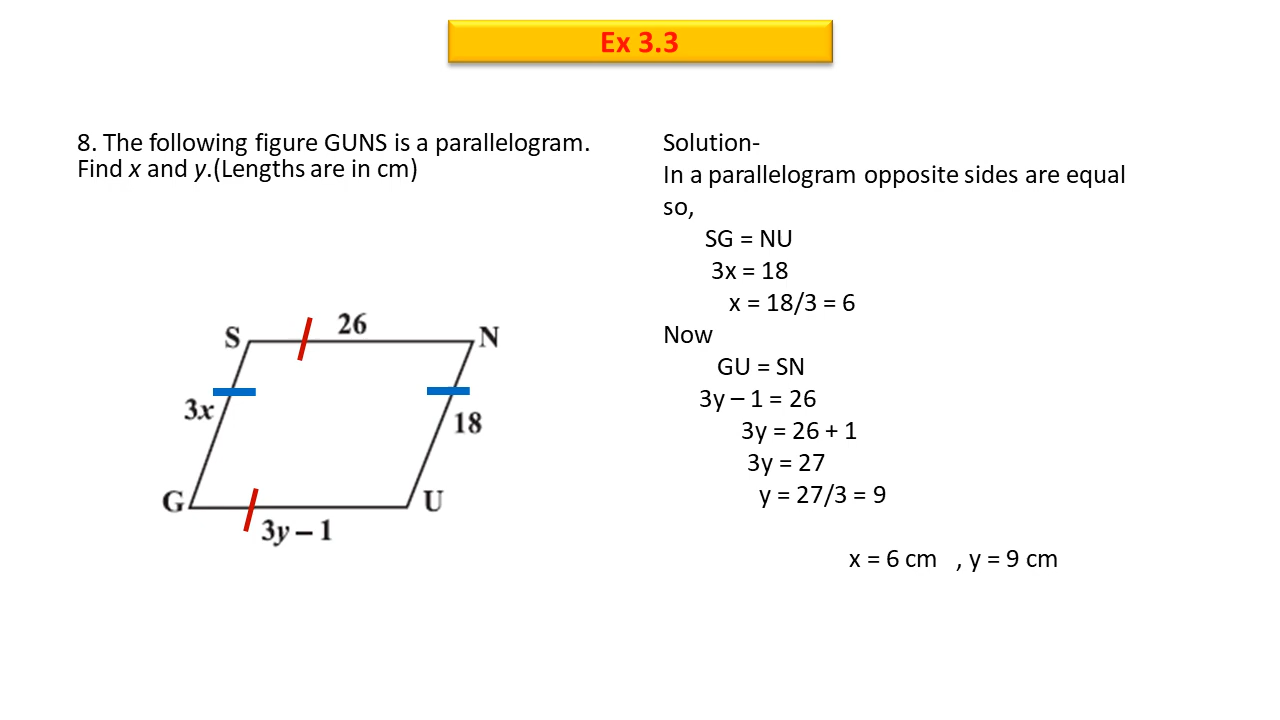 Ex 3.3
8. The following figure GUNS is a parallelogram.
Find x and y.(Lengths are in cm)
S
26
N
3x
18
G
U
3y – 1
Solution-
In a parallelogram opposite sides are equal
so,
SG = NU
3x = 18
x = 18/3 = 6
Now
GU = SN
3y – 1 = 26
3y = 26 + 1
3y = 27
y = 27/3 = 9
x = 6 cm , y = 9 cm